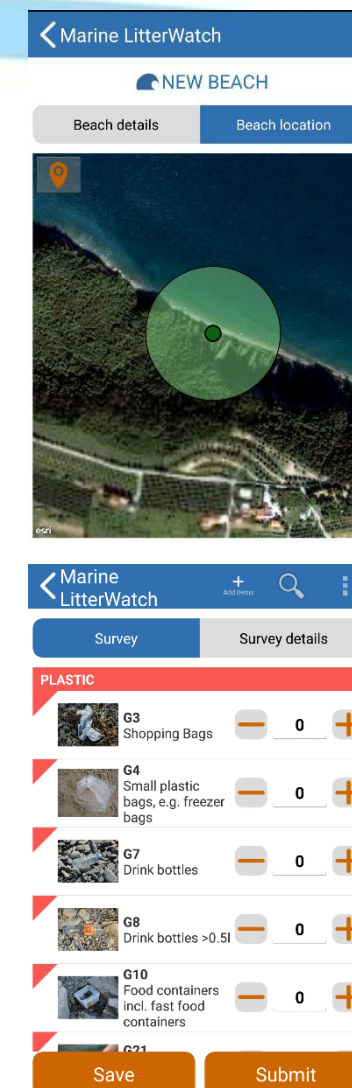 Marine LitterWatch
NEW BEACH
Beach details
Beach location
esri
Marine
LitterWatch
Add items
Survey
Survey details
PLASTIC
G3
Shopping Bags
0
G4
Small plastic
bags, e.g. freezer
bags
0
G7
Drink bottles
0
G8
Drink bottles >0.5l
0
G10
Food containers
incl. fast food
containers
0
G21
Save
Submit